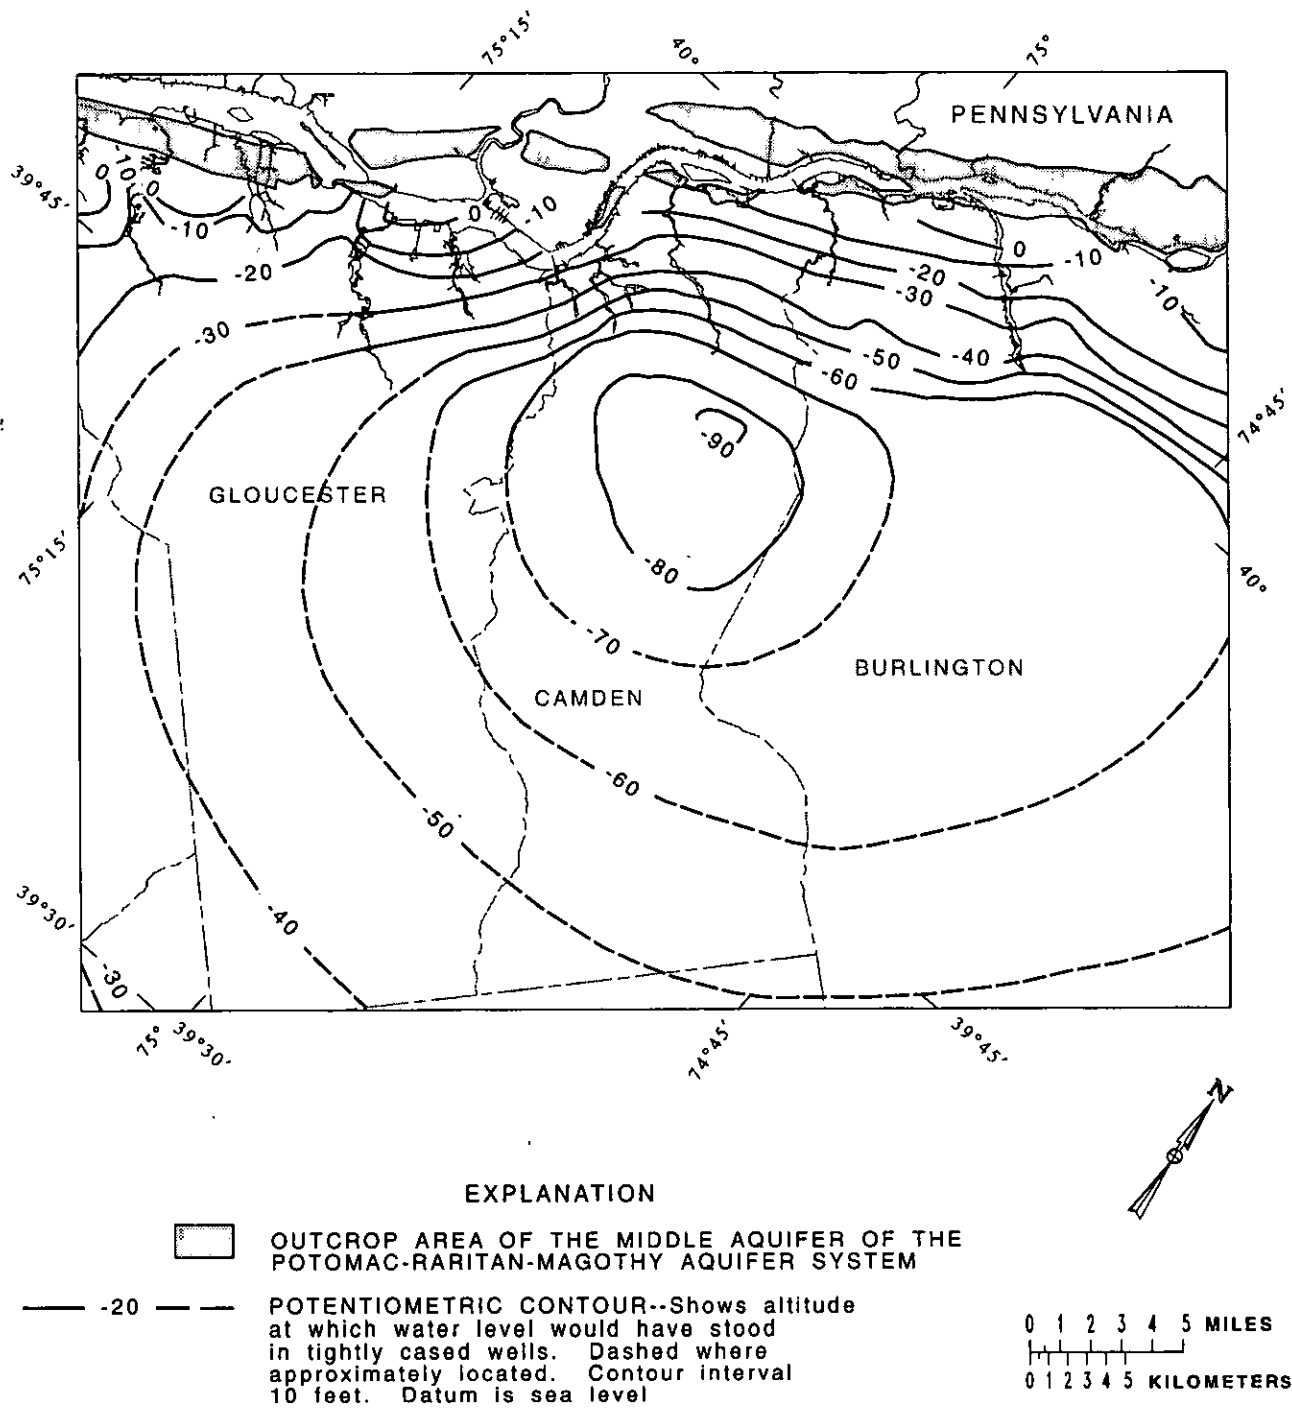 75°15′
40°
75°
PENNSYLVANIA
39°45′
0
-10
0
-10
0
-10
-20
0
-10
-20
-30
-10
-30
-50
-40
-60
74°45′
-90
GLOUCESTER
75°15′
-80
40°
-70
BURLINGTON
CAMDEN
-60
-50
39°30′
-40
-30
75°
39°30′
74°45′
39°45′
N
EXPLANATION
OUTCROP AREA OF THE MIDDLE AQUIFER OF THE
POTOMAC-RARITAN-MAGOTHY AQUIFER SYSTEM
-20
POTENTIOMETRIC CONTOUR--Shows altitude
at which water level would have stood
in tightly cased wells. Dashed where
approximately located. Contour interval
10 feet. Datum is sea level
0 1 2 3 4 5 MILES
0 1 2 3 4 5 KILOMETERS